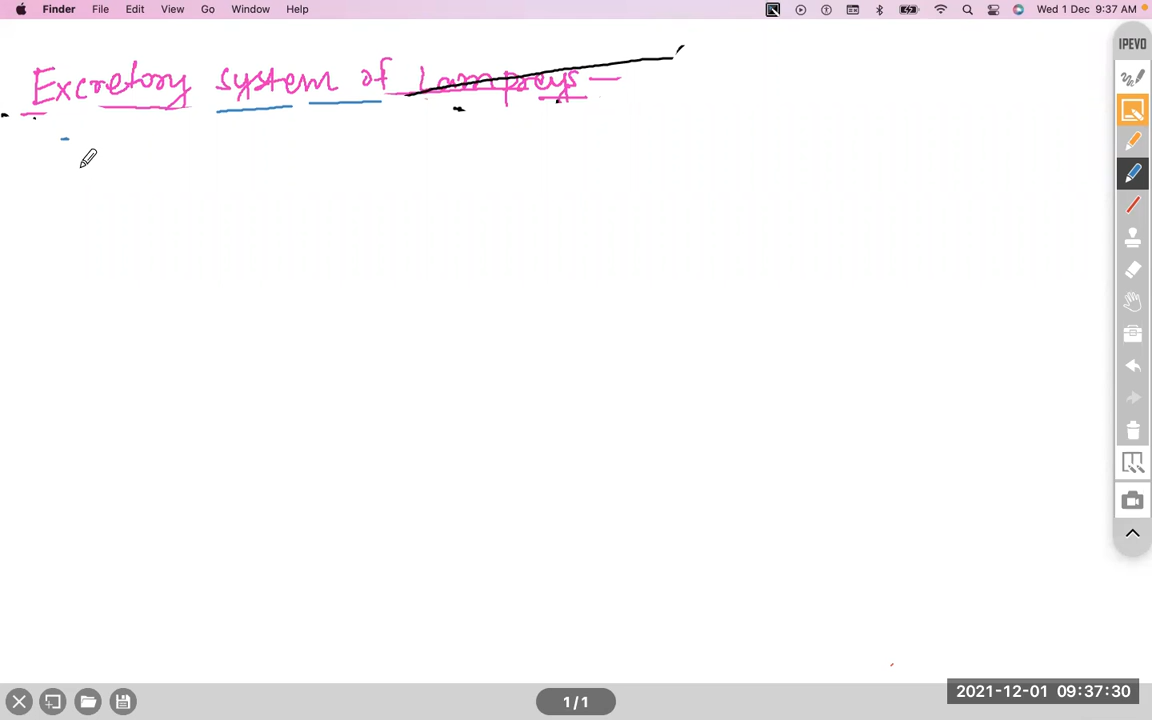 Finder File Edit View Go Window Help Wed 1 Dec 9:37 AM
IPEVO
Excretory system of Lampreys —
1/1
2021-12-01 09:37:30